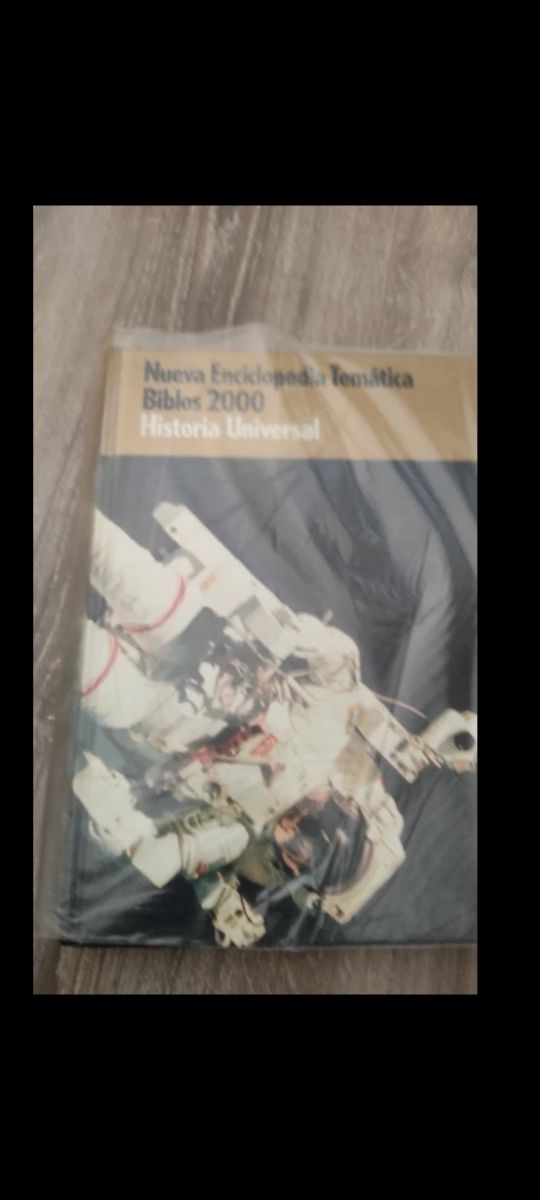 Nueva Enciclopedia Temática
Biblos 2000
Historia Universal